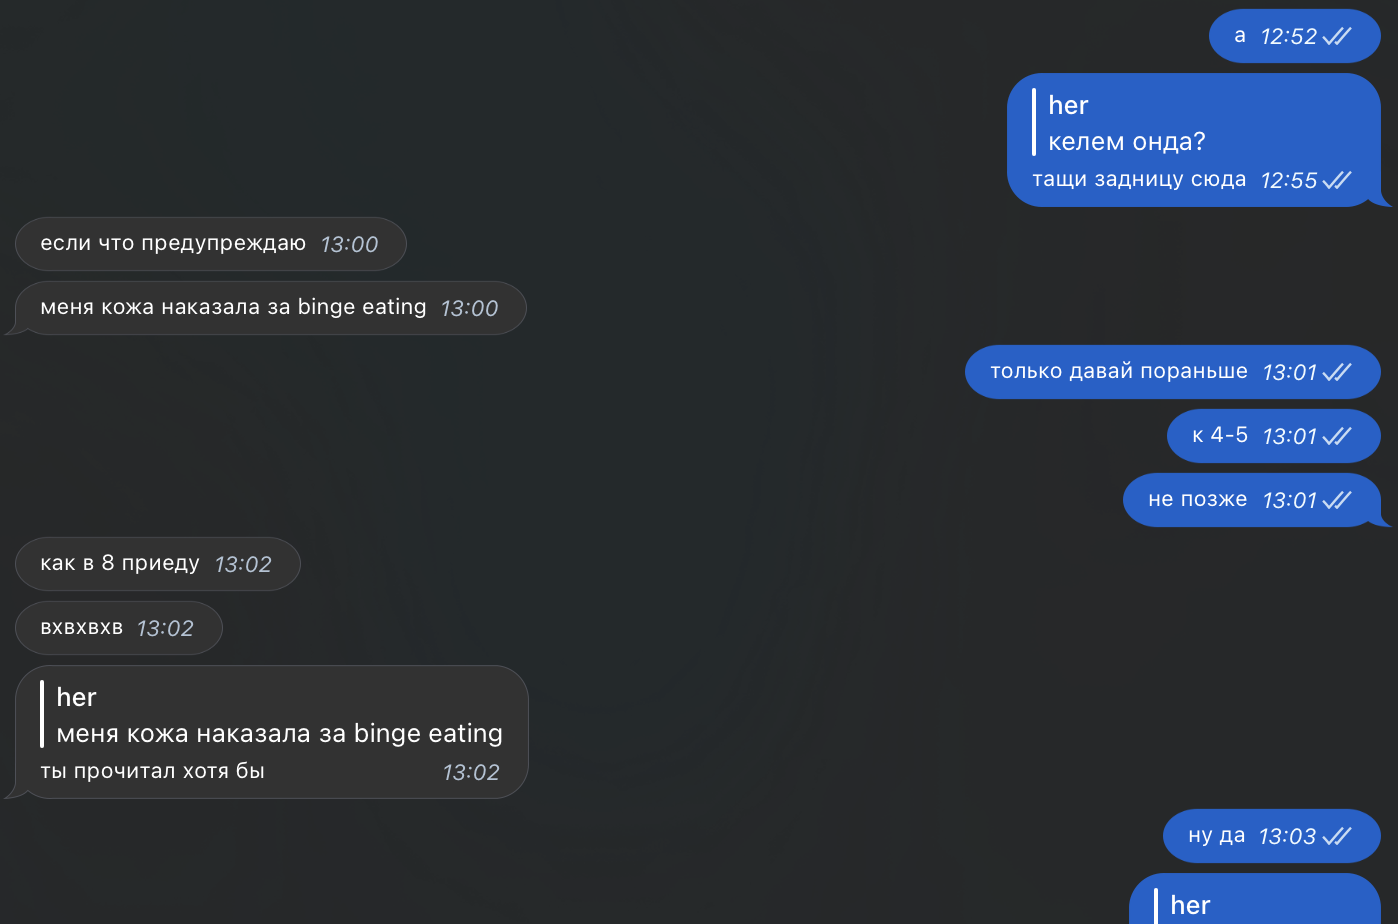 а 12:52
her
келем онда?
тащи задницу сюда 12:55
если что предупреждаю 13:00
меня кожа наказала за binge eating 13:00
только давай пораньше 13:01
к 4-5 13:01
не позже 13:01
как в 8 приеду 13:02
вхвхвхв 13:02
her
меня кожа наказала за binge eating
ты прочитал хотя бы 13:02
ну да 13:03
her